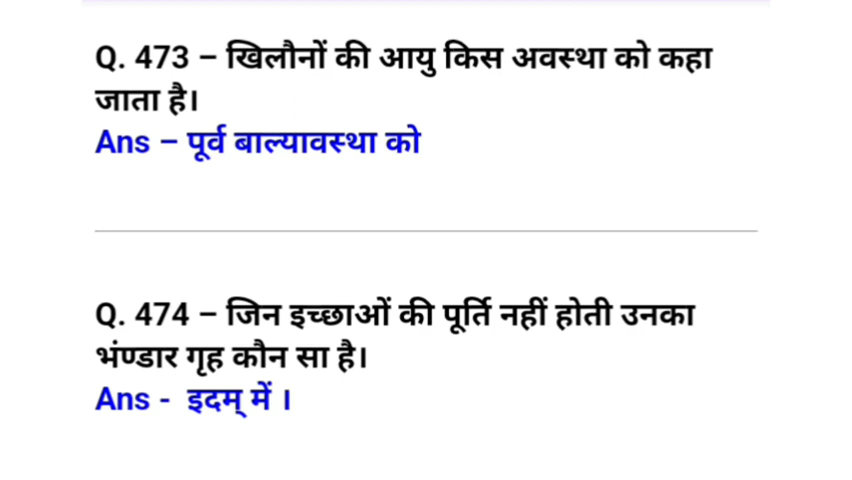 Q. 473 – खिलौनों की आयु किस अवस्था को कहा
जाता है।
Ans – पूर्व बाल्यावस्था को
Q. 474 – जिन इच्छाओं की पूर्ति नहीं होती उनका
भंण्डार गृह कौन सा है।
Ans - इदम् में ।